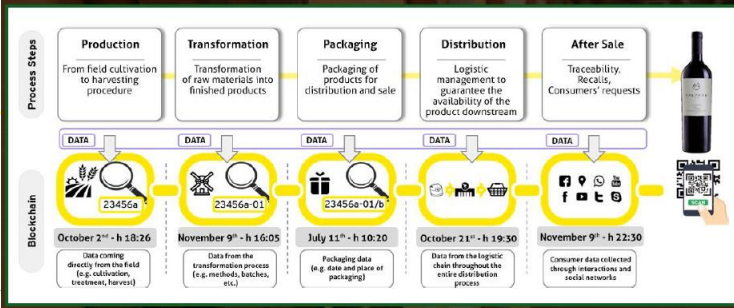 Process Steps
Production
From field cultivation
to harvesting
procedure
Transformation
Transformation
of raw materials into
finished products
Packaging
Packaging of
products for
distribution and sale
Distribution
Logistic
management to
guarantee the
availability of the
product downstream
After Sale
Traceability,
Recalls,
Consumers' requests
DATA
DATA
DATA
DATA
DATA
Blockchain
23456a
23456a-01
23456a-01/b
SCAN
October 2nd - h 18:26
November 9th - h 16:05
July 11th - h 10:20
October 21st - h 19:30
November 9th - h 22:30
Data coming
directly from the field
(e.g. cultivation,
treatment, harvest)
Data from the
transformation process
(e.g. methods, batches,
etc.)
Packaging data
(e.g. date and place of
packaging)
Data from the logistic
chain throughout the
entire distribution
process
Consumer data collected
through interactions and
social networks